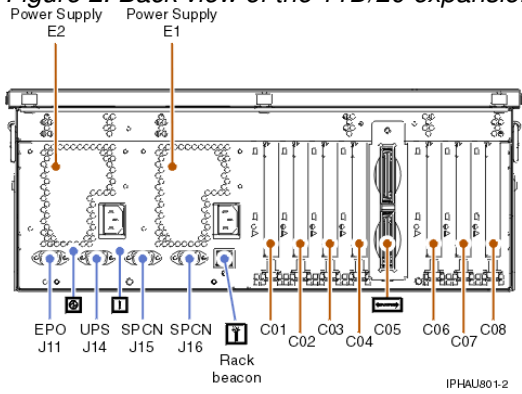 Figure 2. Back view of the 11D/20 expansion
Power Supply Power Supply
E2 E1
EPO UPS SPCN SPCN C01 C03 C05 C06 C08
J11 J14 J15 J16 C02 C04 C07
Rack
beacon
IPHAU801-2